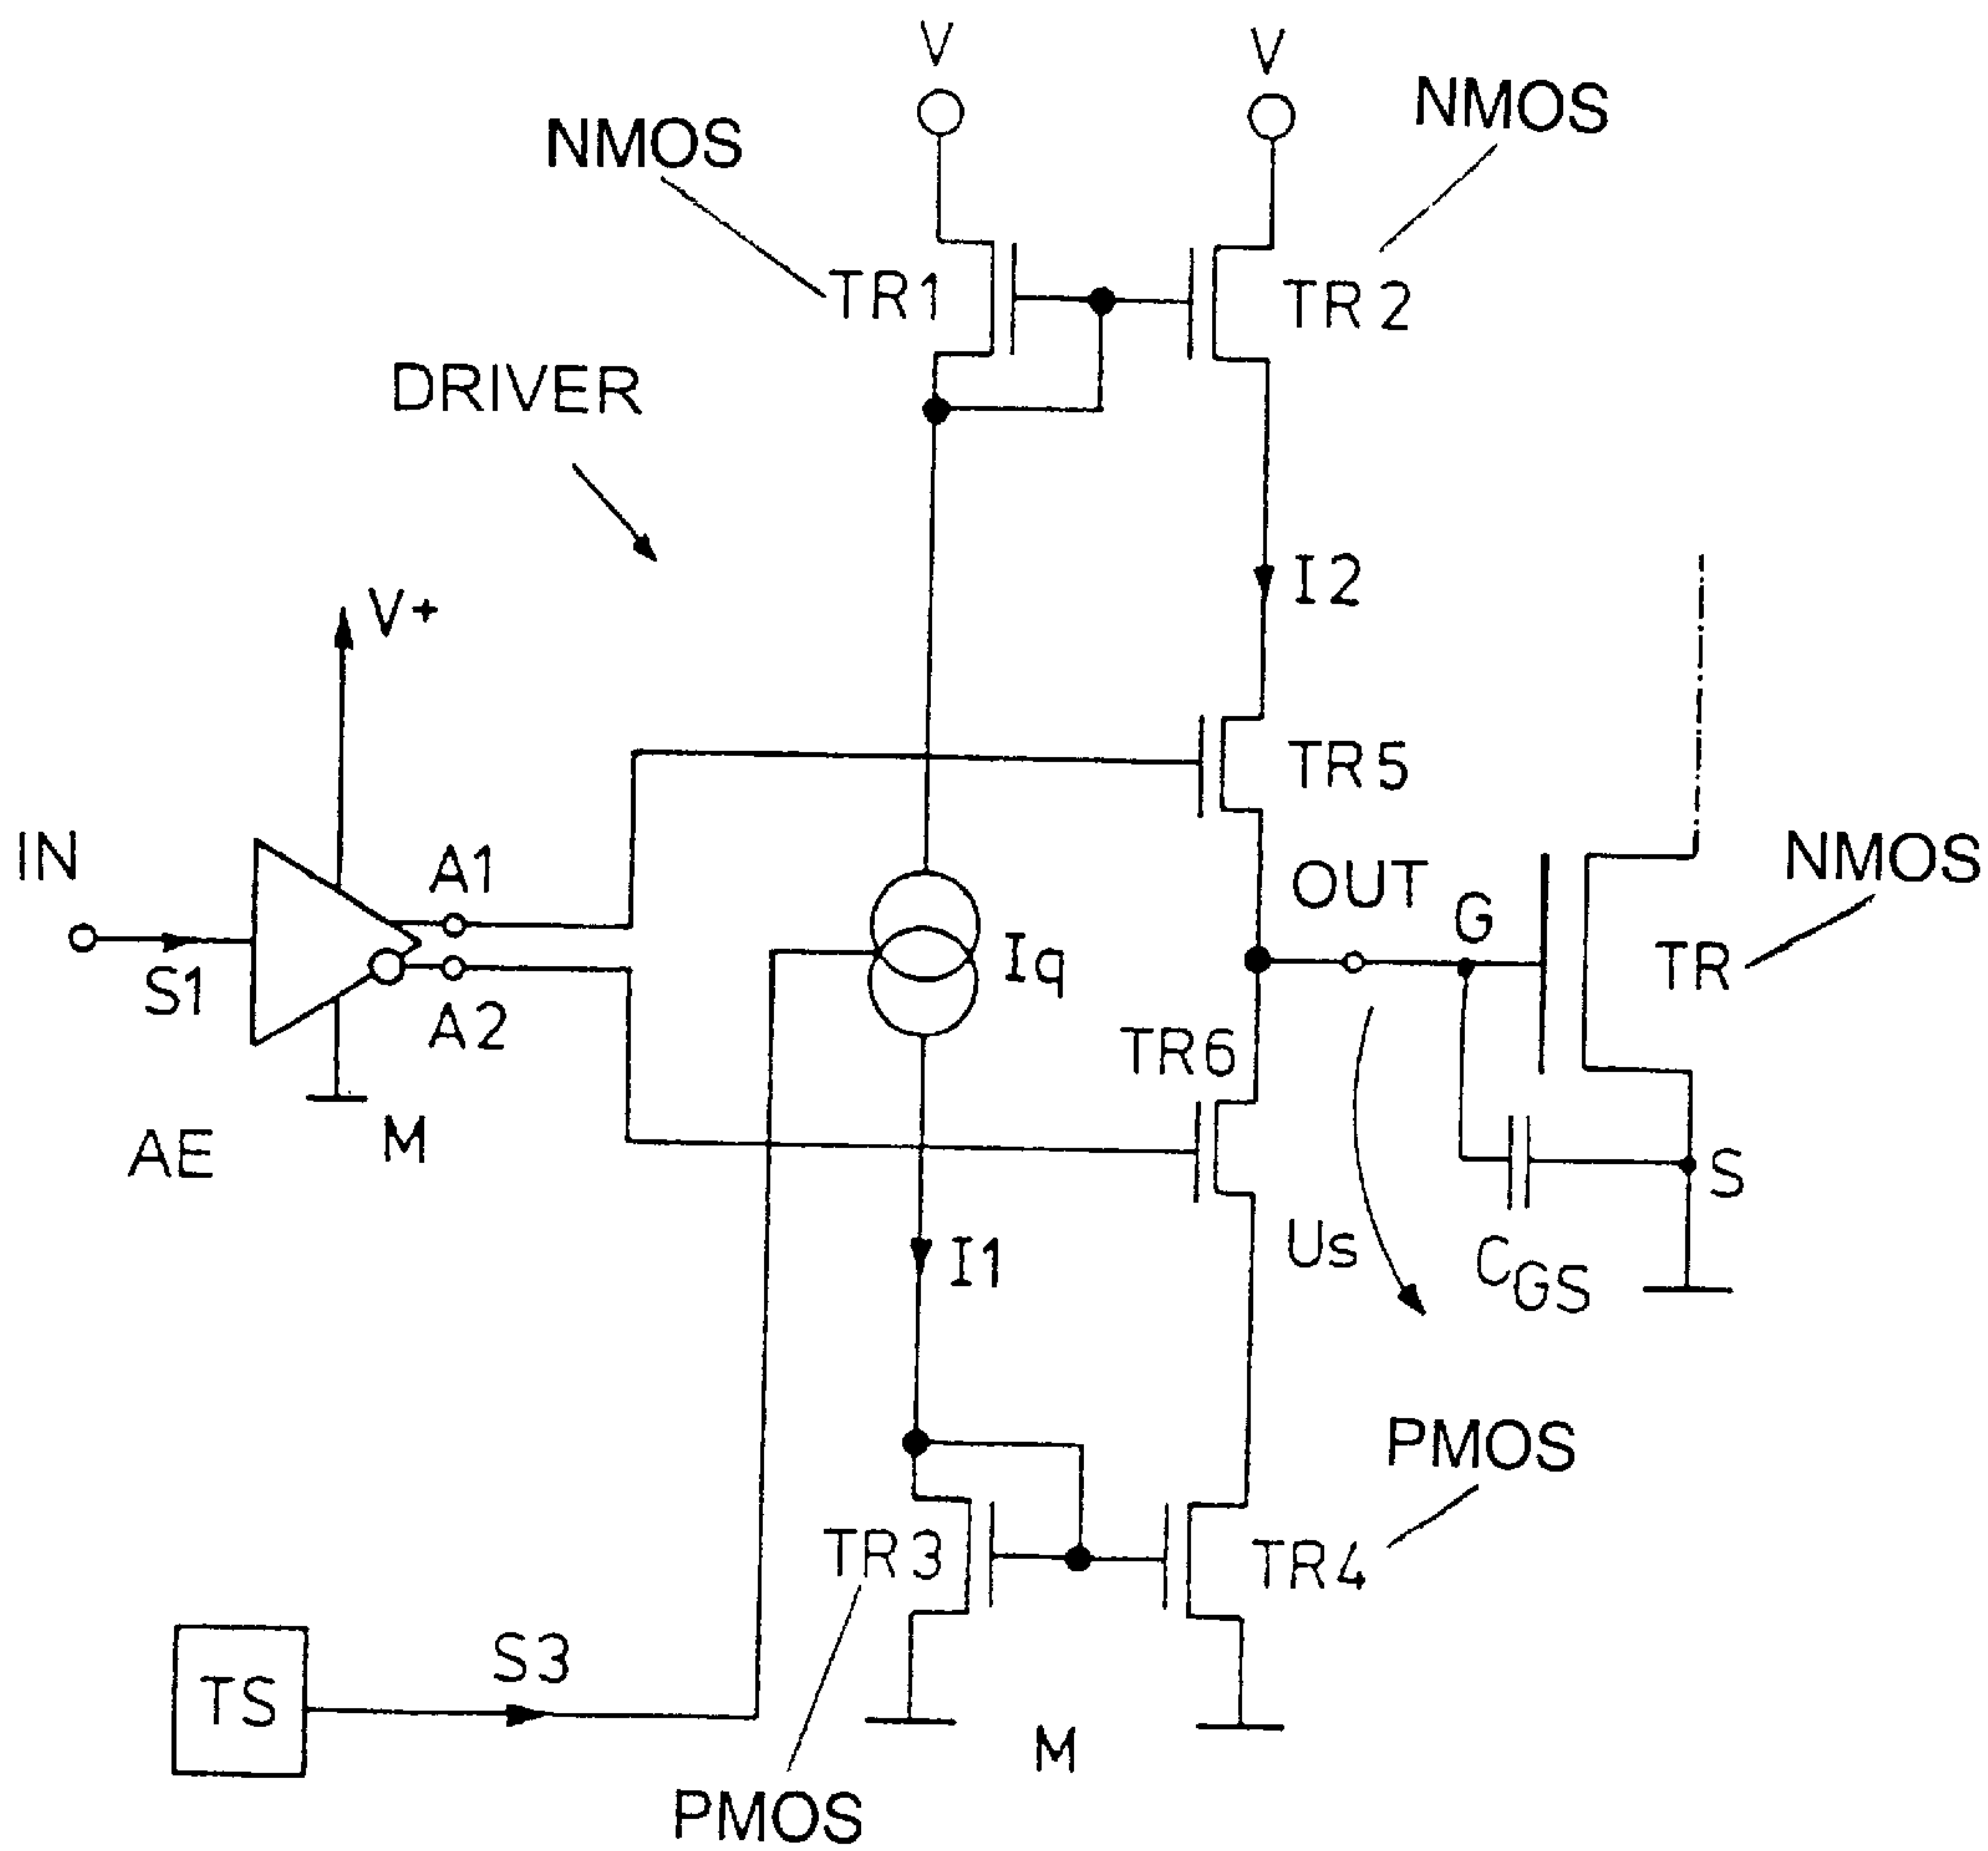 V
V
NMOS
NMOS
TR1
TR2
DRIVER
I2
V+
TR5
IN
A1
OUT
G
NMOS
S1
Iq
TR
A2
TR6
AE
M
S
Us
CGS
I1
PMOS
TR3
TR4
TS
S3
M
PMOS